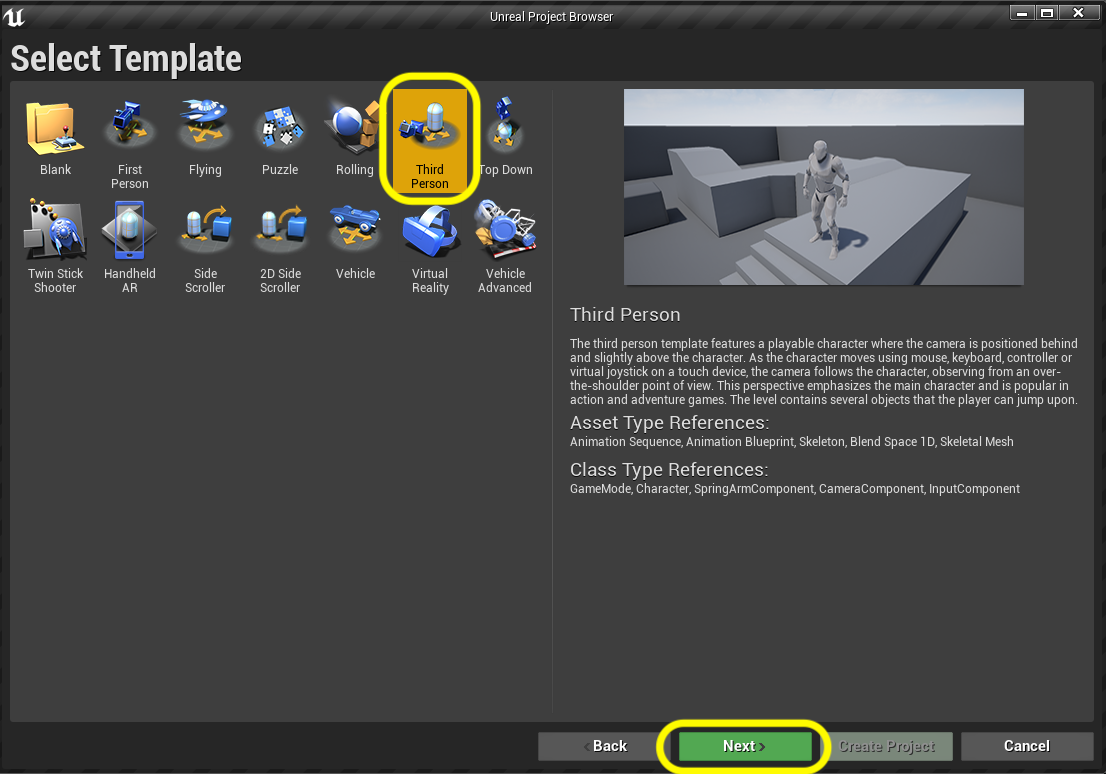 Unreal Project Browser
Select Template
Blank
First
Person
Flying
Puzzle
Rolling
Third
Person
Top Down
Twin Stick
Shooter
Handheld
AR
Side
Scroller
2D Side
Scroller
Vehicle
Virtual
Reality
Vehicle
Advanced
Third Person
The third person template features a playable character where the camera is positioned behind
and slightly above the character. As the character moves using mouse, keyboard, controller or
virtual joystick on a touch device, the camera follows the character, observing from an over-
the-shoulder point of view. This perspective emphasizes the main character and is popular in
action and adventure games. The level contains several objects that the player can jump upon.
Asset Type References:
Animation Sequence, Animation Blueprint, Skeleton, Blend Space 1D, Skeletal Mesh
Class Type References:
GameMode, Character, SpringArmComponent, CameraComponent, InputComponent
< Back
Next >
Create Project
Cancel